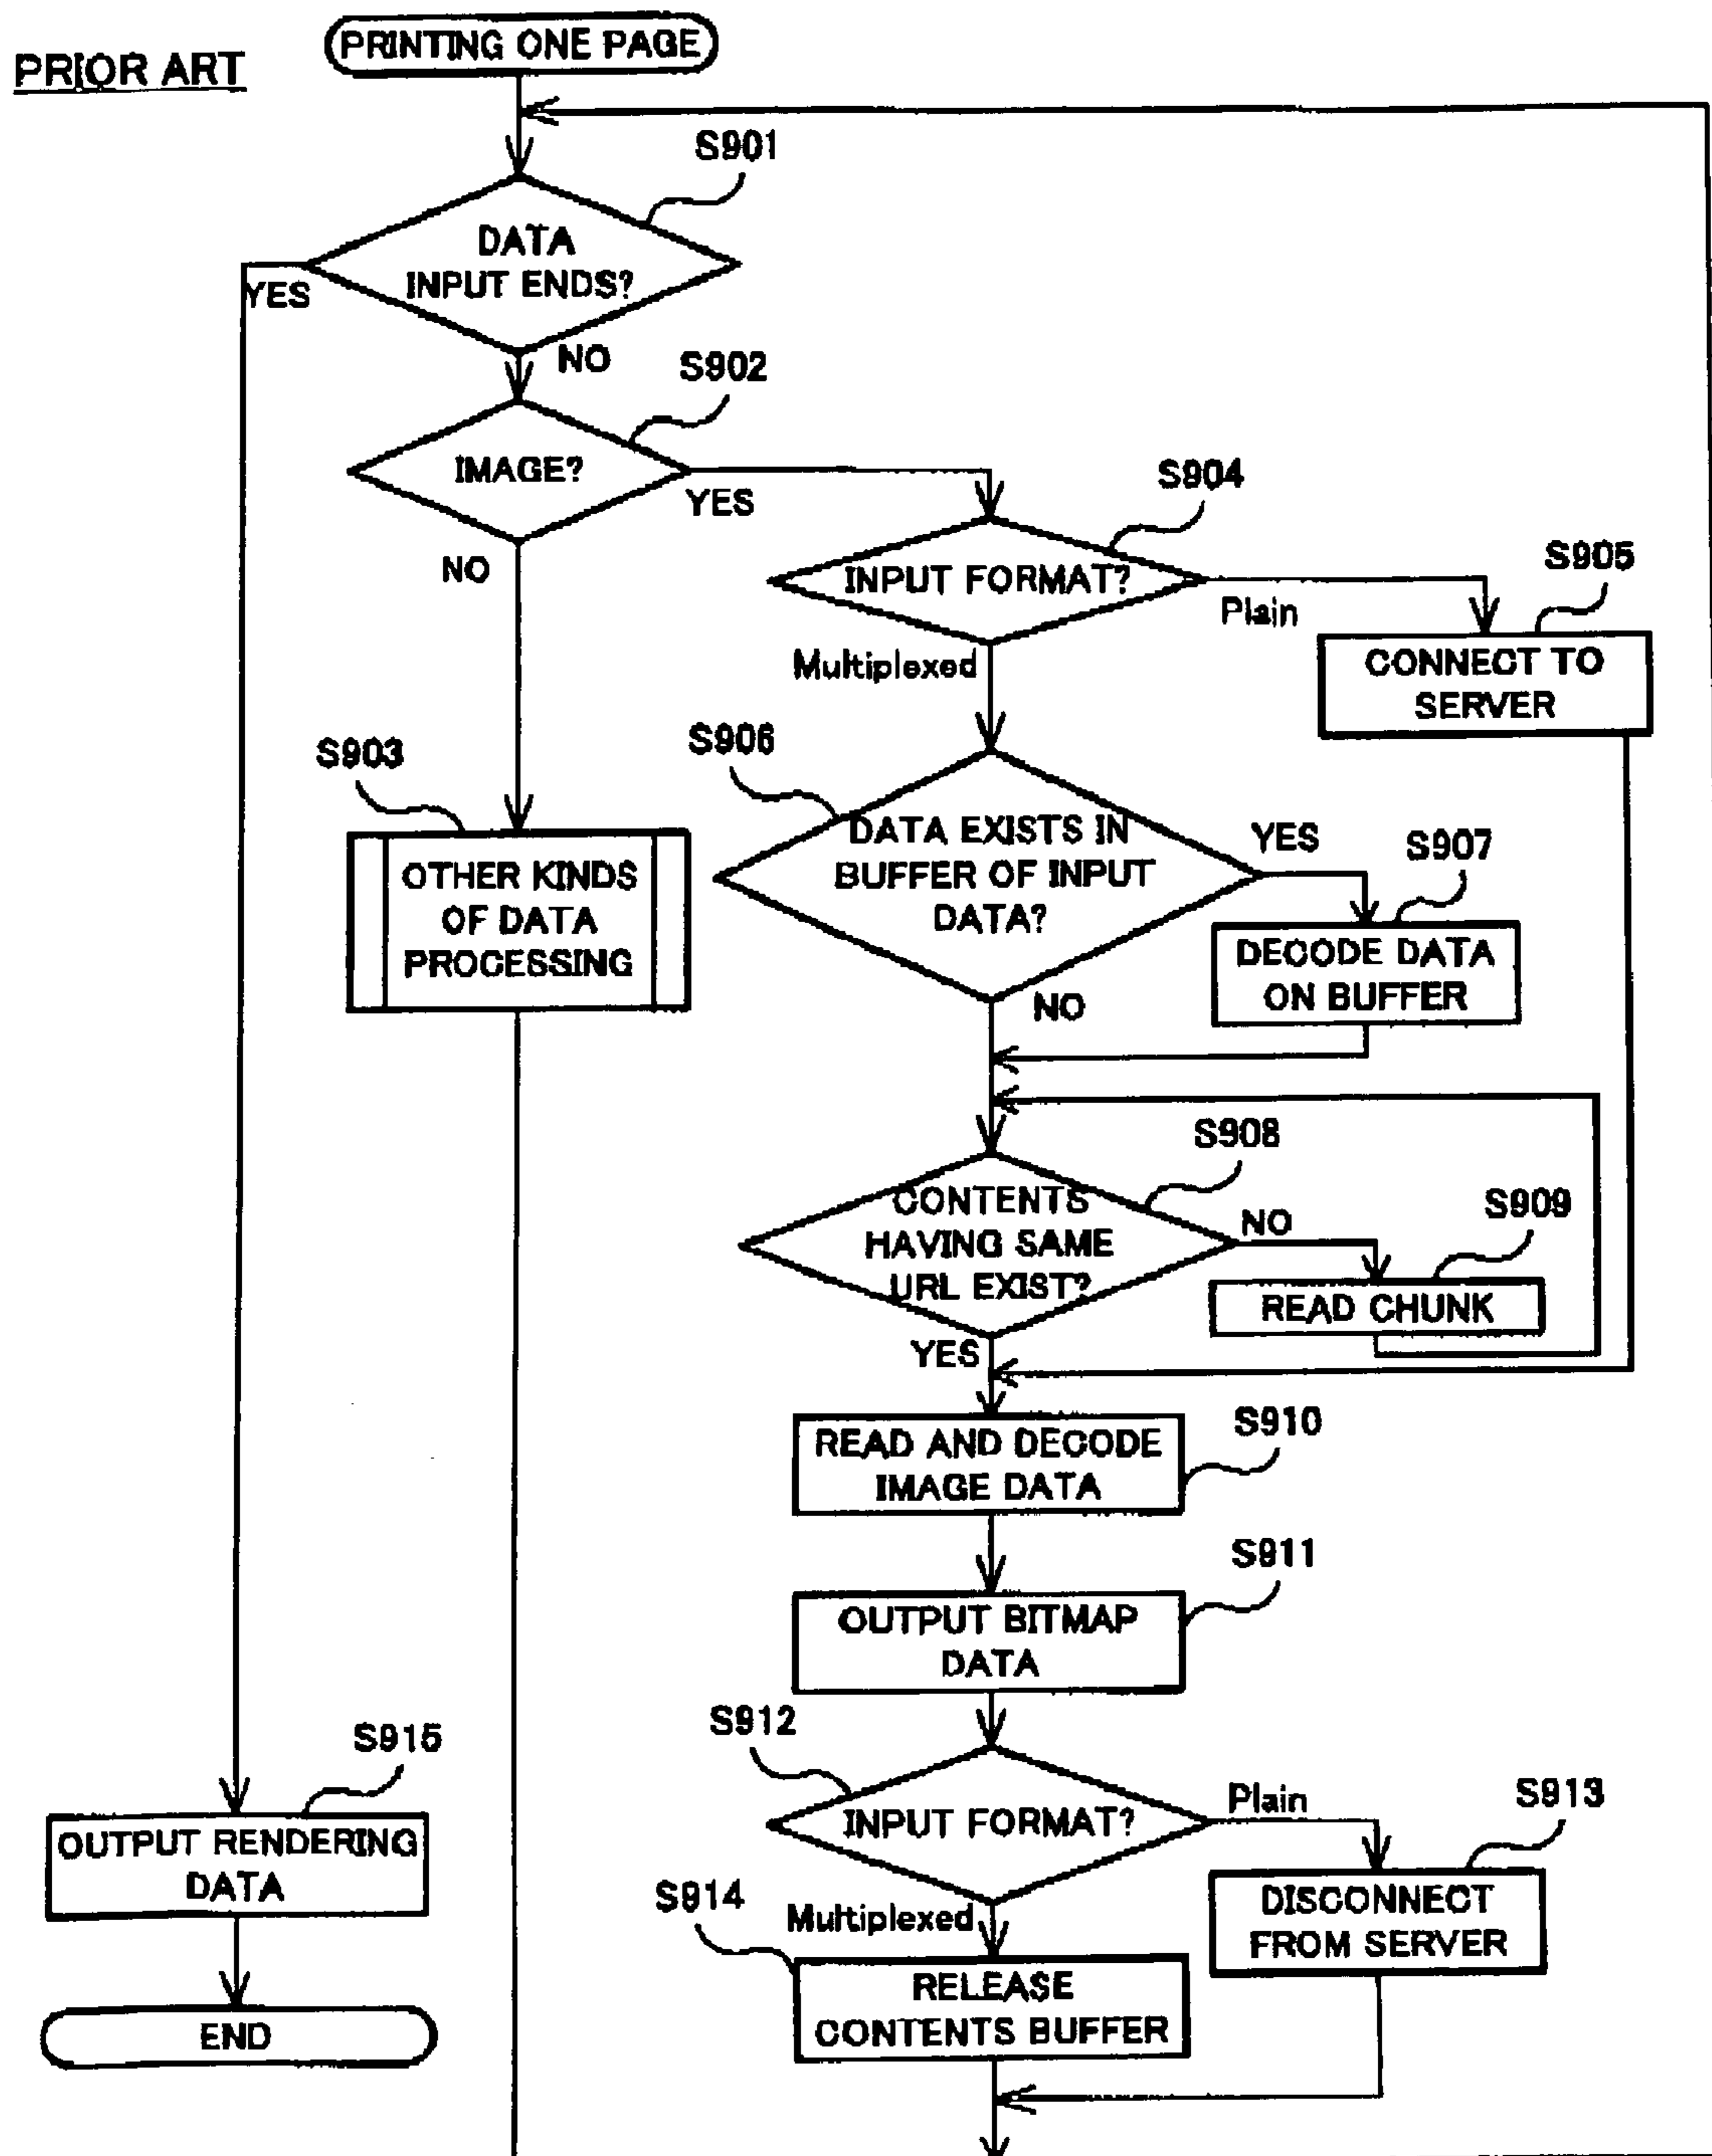 PRIOR ART
PRINTING ONE PAGE
S901
DATA
INPUT ENDS?
YES
NO
S902
IMAGE?
YES
NO
S904
INPUT FORMAT?
Plain
Multiplexed
S905
CONNECT TO
SERVER
S903
OTHER KINDS
OF DATA
PROCESSING
S906
DATA EXISTS IN
BUFFER OF INPUT
DATA?
YES
NO
S907
DECODE DATA
ON BUFFER
S908
CONTENTS
HAVING SAME
URL EXIST?
NO
YES
S909
READ CHUNK
S910
READ AND DECODE
IMAGE DATA
S911
OUTPUT BITMAP
DATA
S912
INPUT FORMAT?
Plain
Multiplexed
S913
DISCONNECT
FROM SERVER
S914
RELEASE
CONTENTS BUFFER
S915
OUTPUT RENDERING
DATA
END